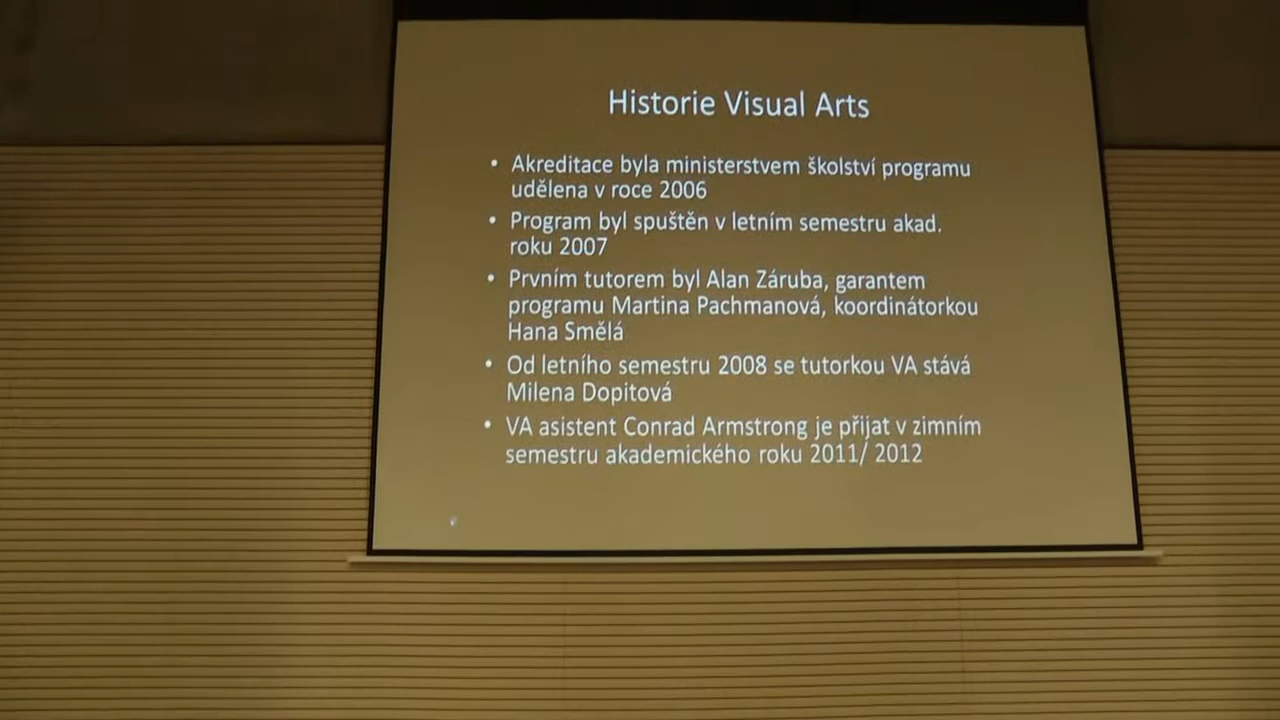 Historie Visual Arts
• Akreditace byla ministerstvem školství programu
udělena v roce 2006
• Program byl spuštěn v letním semestru akad.
roku 2007
• Prvním tutorem byl Alan Záruba, garantem
programu Martina Pachmanová, koordinátorkou
Hana Smělá
• Od letního semestru 2008 se tutorkou VA stává
Milena Dopitová
• VA asistent Conrad Armstrong je přijat v zimním
semestru akademického roku 2011/ 2012